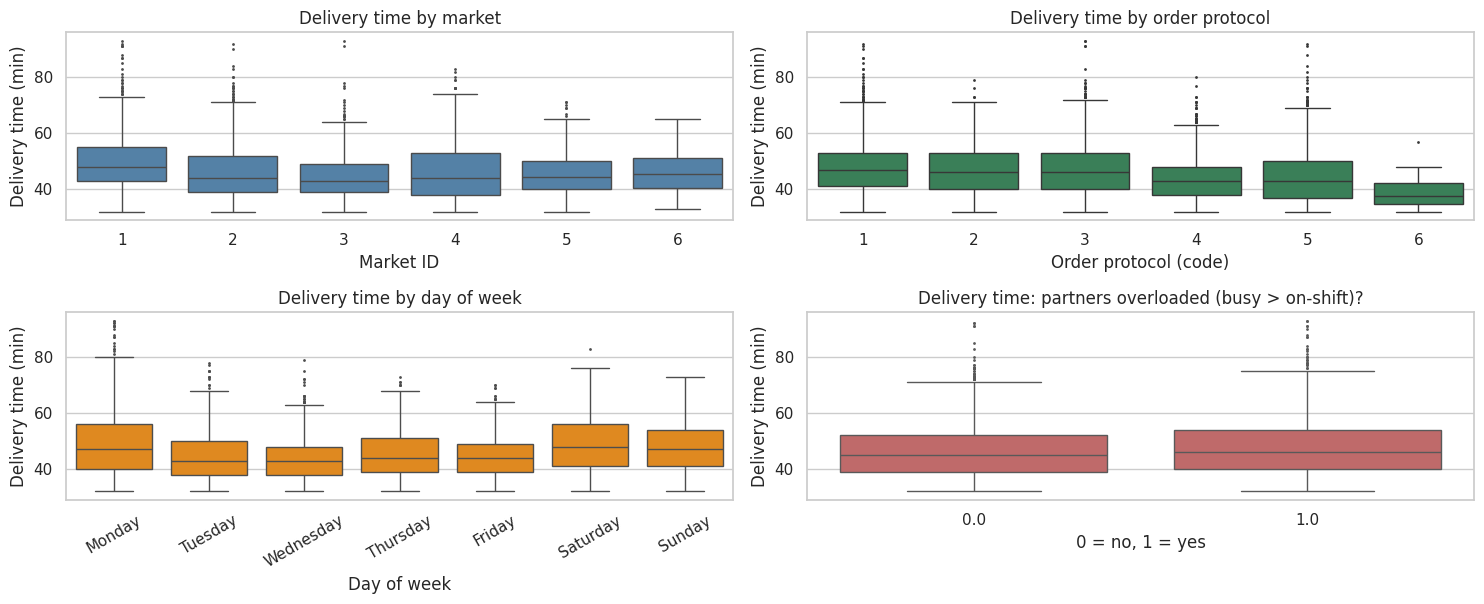 Delivery time by market
Delivery time (min)
80
60
40
1 2 3 4 5 6
Market ID
Delivery time by order protocol
Delivery time (min)
80
60
40
1 2 3 4 5 6
Order protocol (code)
Delivery time by day of week
Delivery time (min)
80
60
40
Monday Tuesday Wednesday Thursday Friday Saturday Sunday
Day of week
Delivery time: partners overloaded (busy > on-shift)?
Delivery time (min)
80
60
40
0.0 1.0
0 = no, 1 = yes